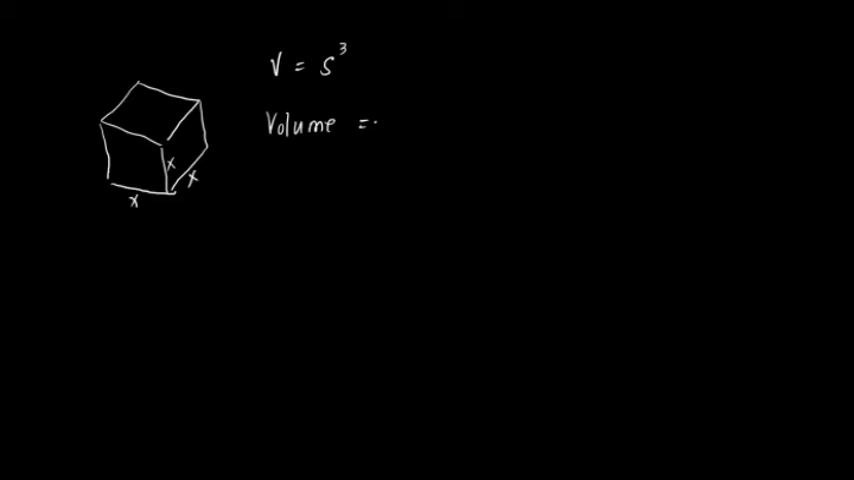 V = s³
Volume =
x
x
x